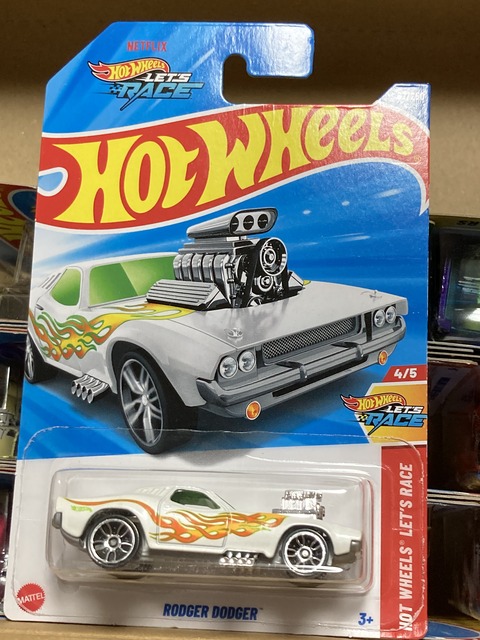 NETFLIX
HOT WHEELS
LET'S
RACE
HOT WHEELS
4/5
HOT WHEELS
LET'S
RACE
HOT WHEELS® LET'S RACE
MATTEL
RODGER DODGER™
3+